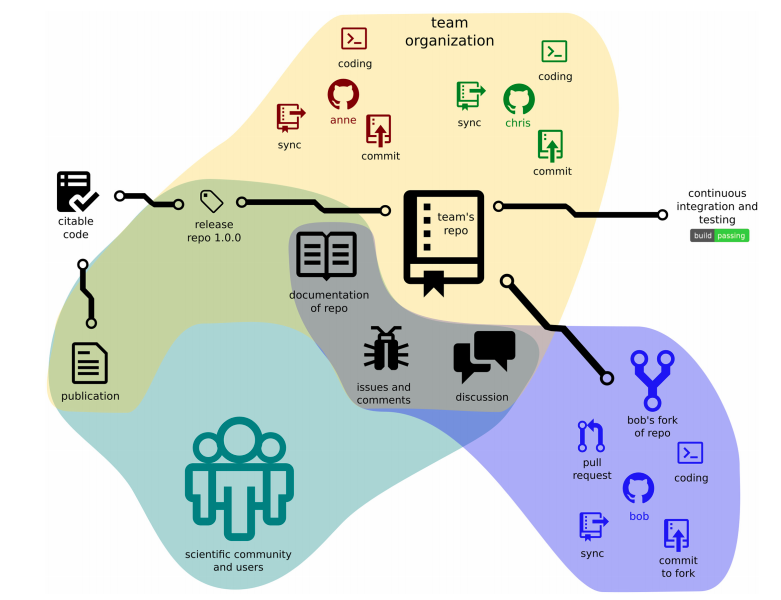 team
organization
coding
coding
sync
anne
commit
sync
chris
commit
citable
code
release
repo 1.0.0
team's
repo
continuous
integration and
testing
build passing
documentation
of repo
publication
issues and
comments
discussion
bob's fork
of repo
pull
request
coding
bob
sync
commit
to fork
scientific community
and users